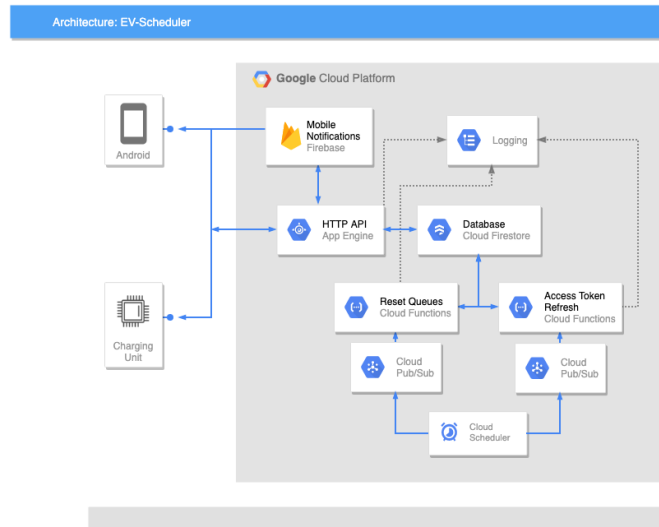 Architecture: EV-Scheduler
Google Cloud Platform
Android
Mobile
Notifications
Firebase
Logging
HTTP API
App Engine
Database
Cloud Firestore
Charging
Unit
Reset Queues
Cloud Functions
Access Token
Refresh
Cloud Functions
Cloud
Pub/Sub
Cloud
Pub/Sub
Cloud
Scheduler